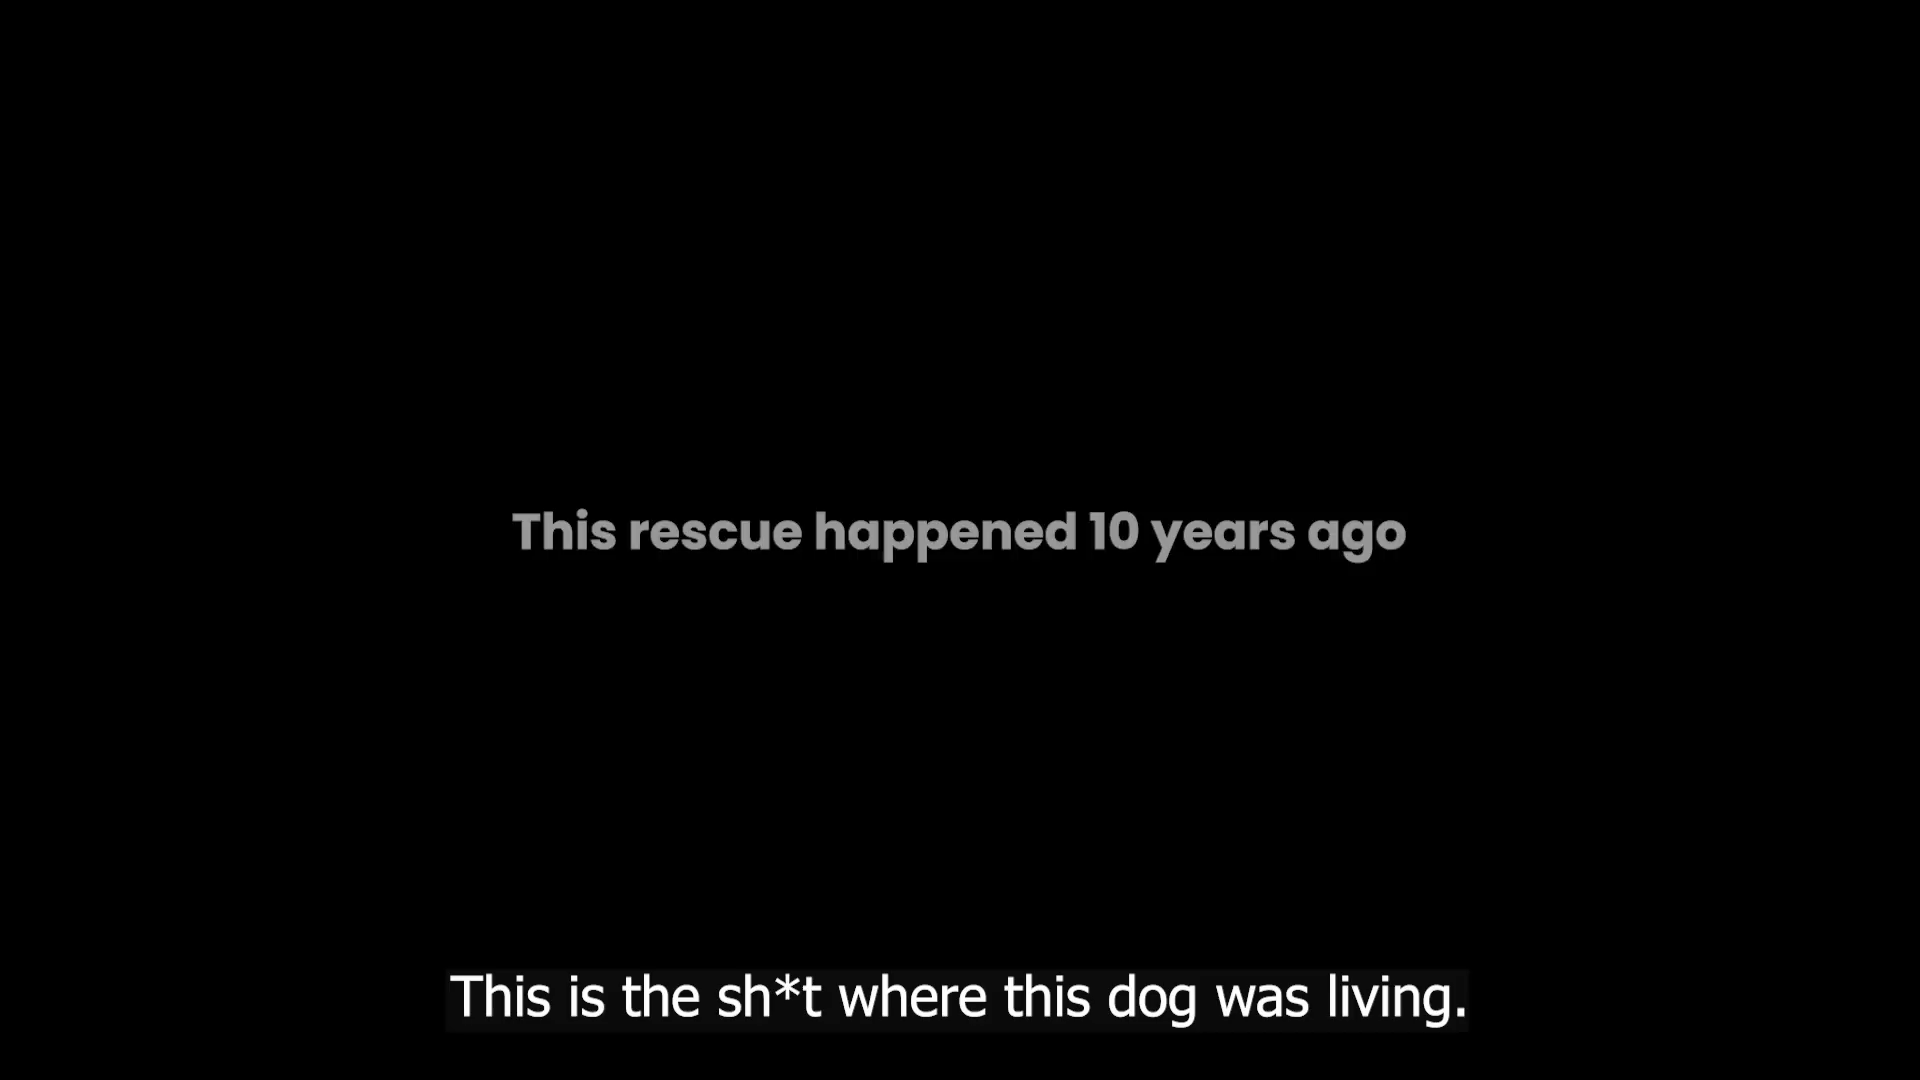 This rescue happened 10 years ago
This is the sh*t where this dog was living.